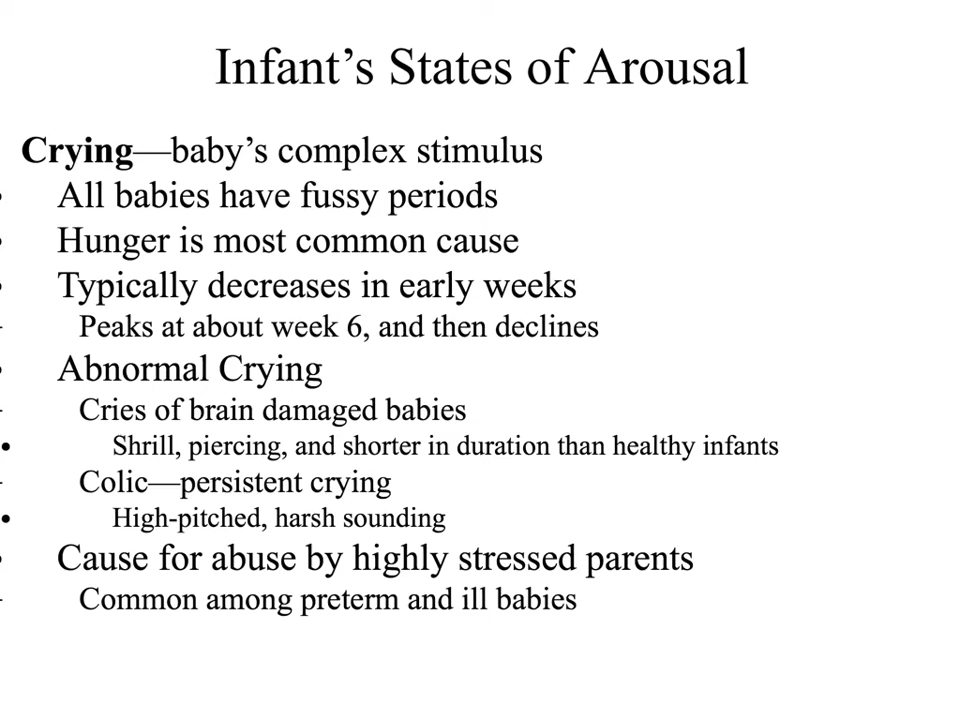 Infant’s States of Arousal
Crying—baby’s complex stimulus
• All babies have fussy periods
• Hunger is most common cause
• Typically decreases in early weeks
- Peaks at about week 6, and then declines
• Abnormal Crying
- Cries of brain damaged babies
• Shrill, piercing, and shorter in duration than healthy infants
- Colic—persistent crying
• High-pitched, harsh sounding
• Cause for abuse by highly stressed parents
- Common among preterm and ill babies